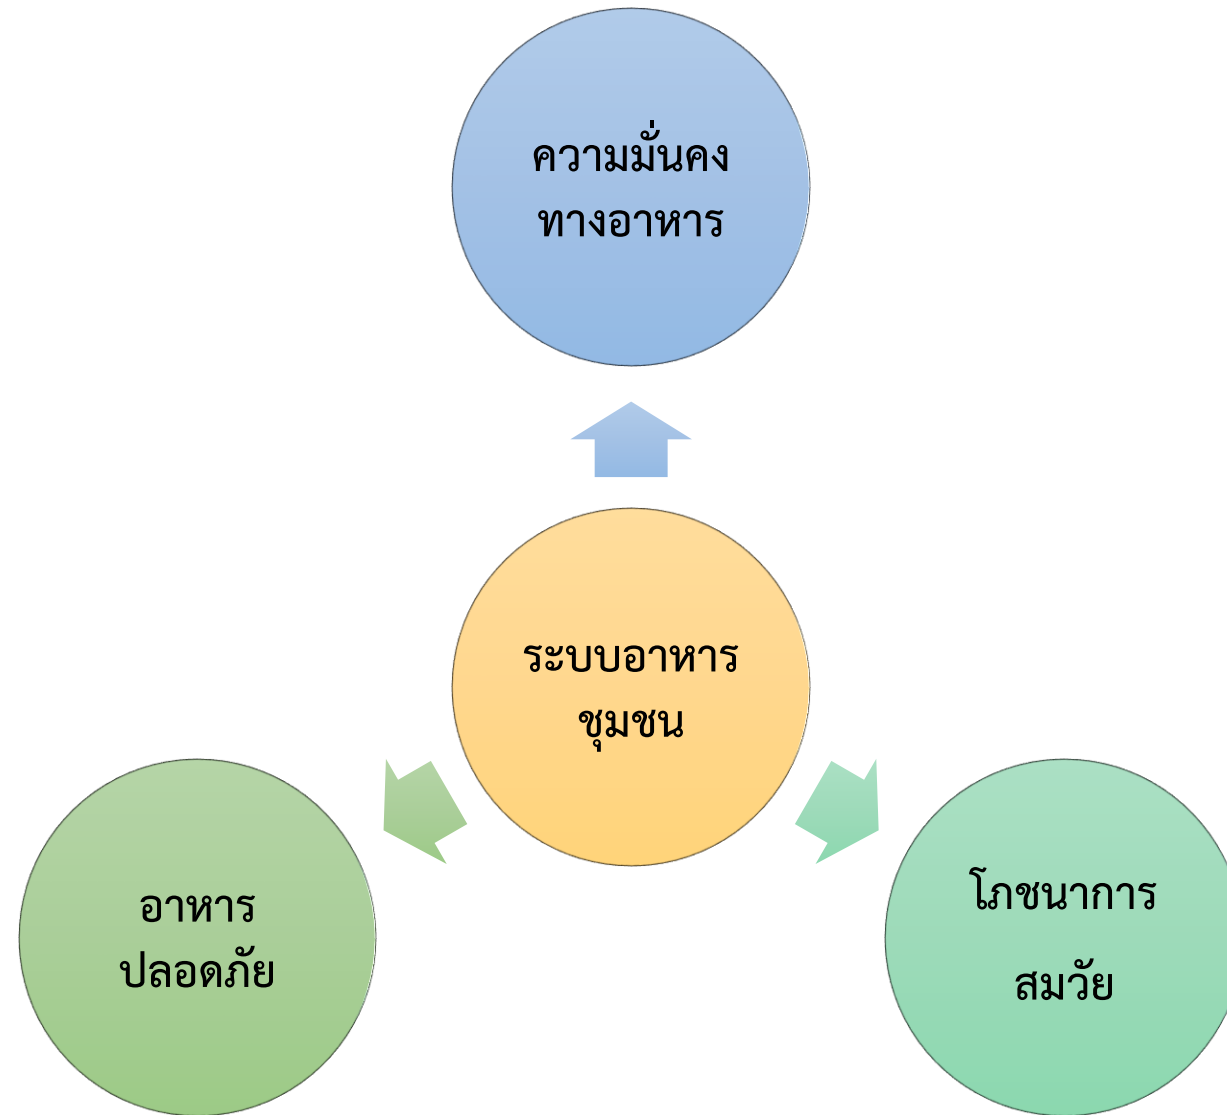 ความมั่นคง
ทางอาหาร
ระบบอาหาร
ชุมชน
อาหาร
ปลอดภัย
โภชนาการ
สมวัย